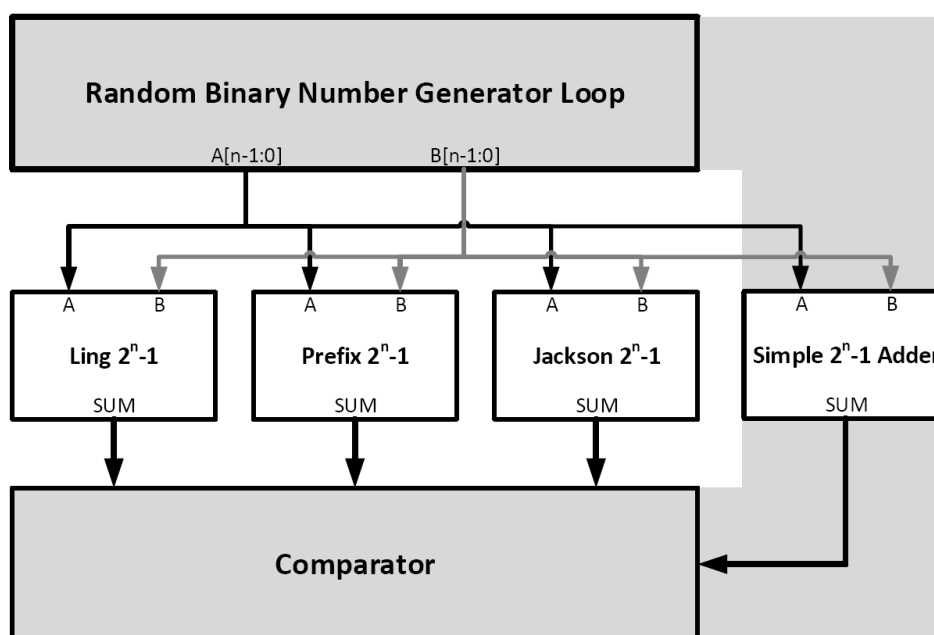 Random Binary Number Generator Loop
A[n-1:0] B[n-1:0]
A B A B A B A B
Ling 2ⁿ-1 Prefix 2ⁿ-1 Jackson 2ⁿ-1 Simple 2ⁿ-1 Adder
SUM SUM SUM SUM
Comparator